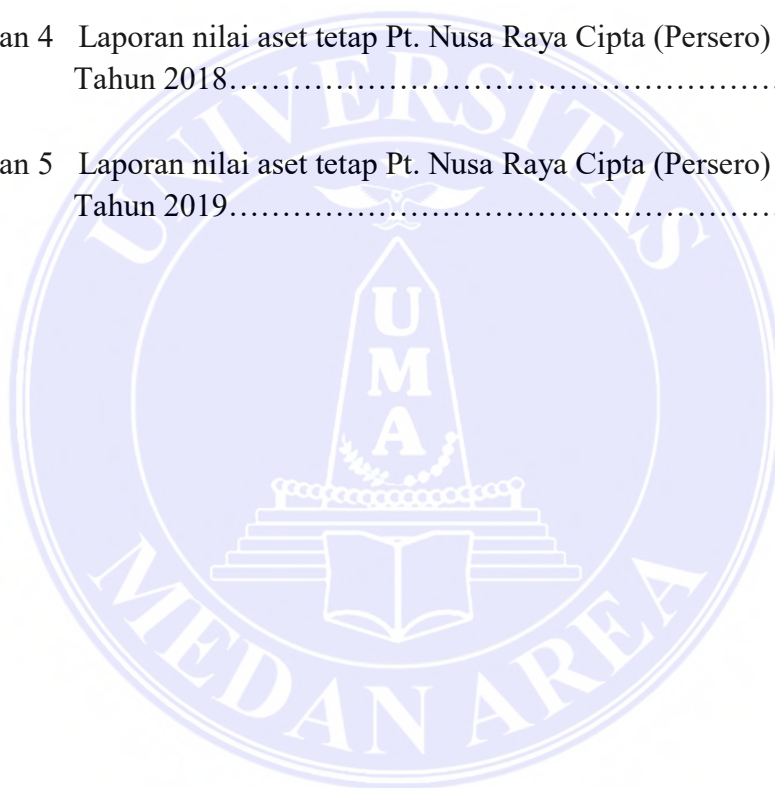 an 4 Laporan nilai aset tetap Pt. Nusa Raya Cipta (Persero)
Tahun 2018……………………………………………………
an 5 Laporan nilai aset tetap Pt. Nusa Raya Cipta (Persero)
Tahun 2019……………………………………………………
UNIVERSITAS
U
M
A
MEDAN AREA